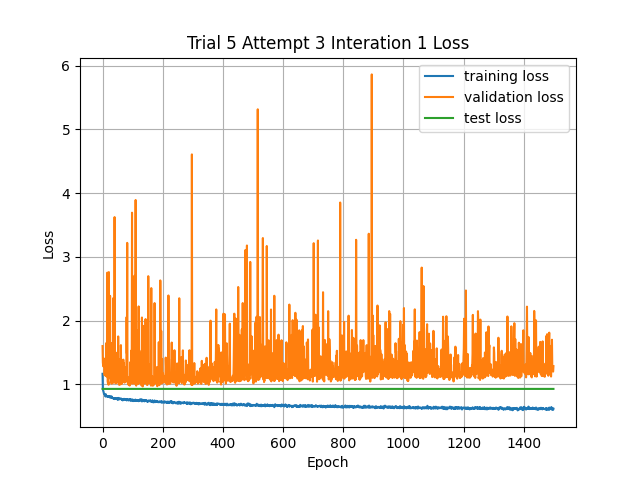 Trial 5 Attempt 3 Interation 1 Loss
training loss
validation loss
test loss
6
5
4
3
2
1
Loss
0 200 400 600 800 1000 1200 1400
Epoch